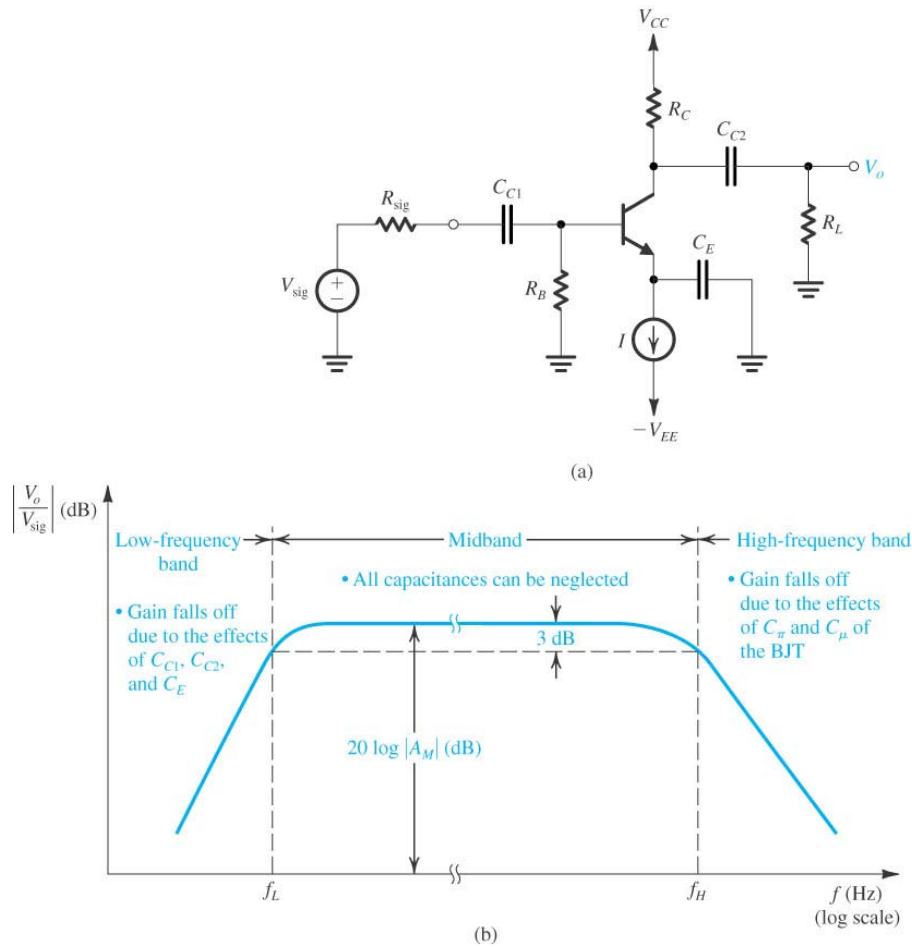 V_CC
R_C
C_C2
V_o
C_C1
R_sig
R_L
C_E
V_sig
+
−
R_B
I
−V_EE
(a)
|V_o/V_sig| (dB)
Low-frequency band
Midband
High-frequency band
• All capacitances can be neglected
• Gain falls off
due to the effects
of C_C1, C_C2,
and C_E
3 dB
• Gain falls off
due to the effects
of C_π and C_μ of
the BJT
20 log |A_M| (dB)
f_L
f_H
f (Hz)
(log scale)
(b)